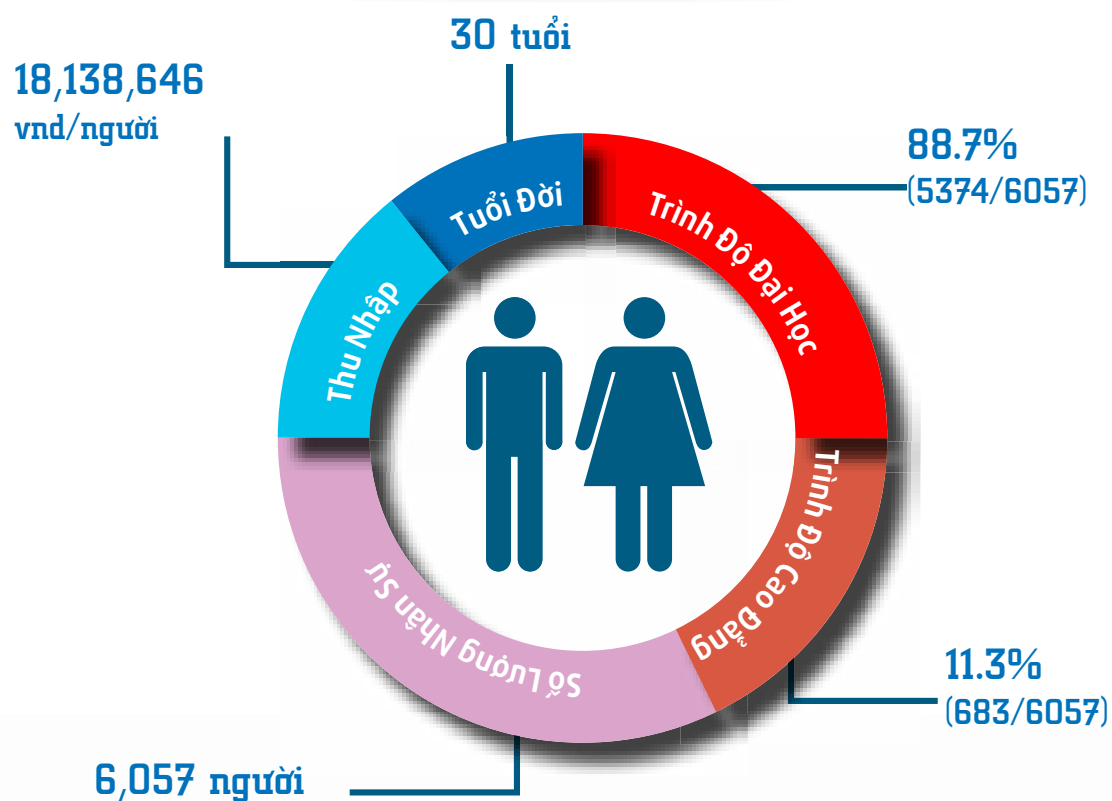 30 tuổi
18,138,646
vnd/người
88.7%
(5374/6057)
Tuổi Đời
Trình Độ Đại Học
Thu Nhập
Trình Độ Cao Đẳng
Số Lượng Nhân Sự
11.3%
(683/6057)
6,057 người